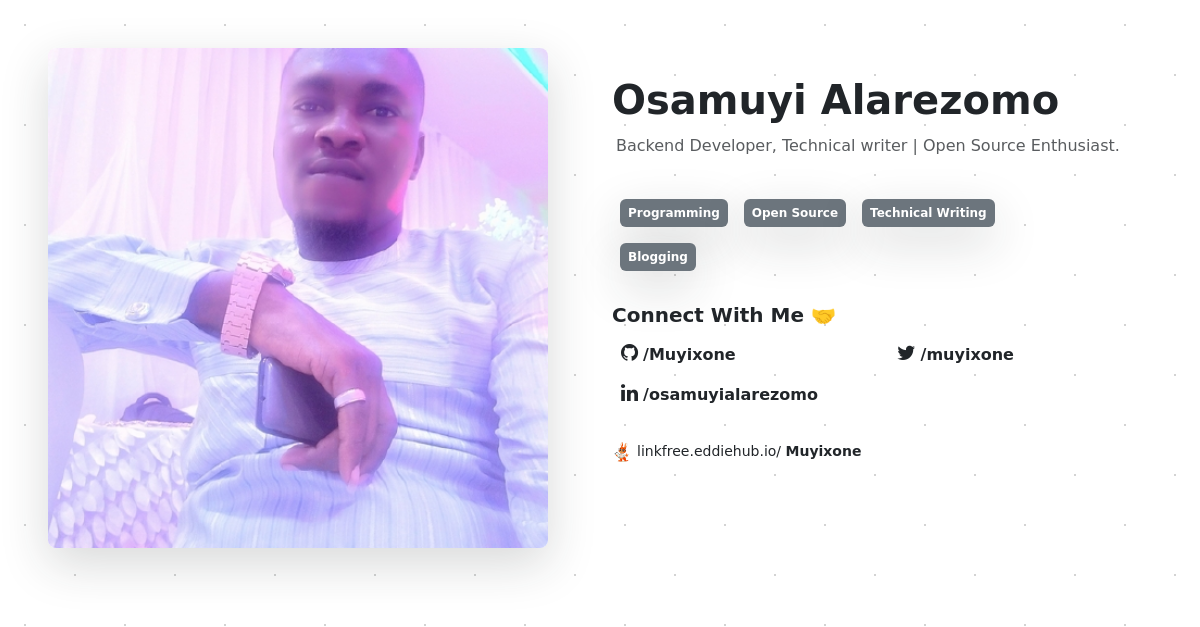 Osamuyi Alarezomo
Backend Developer, Technical writer | Open Source Enthusiast.
Programming Open Source Technical Writing
Blogging
Connect With Me 🤝
/Muyixone /muyixone
/osamuyialarezomo
linkfree.eddiehub.io/ Muyixone